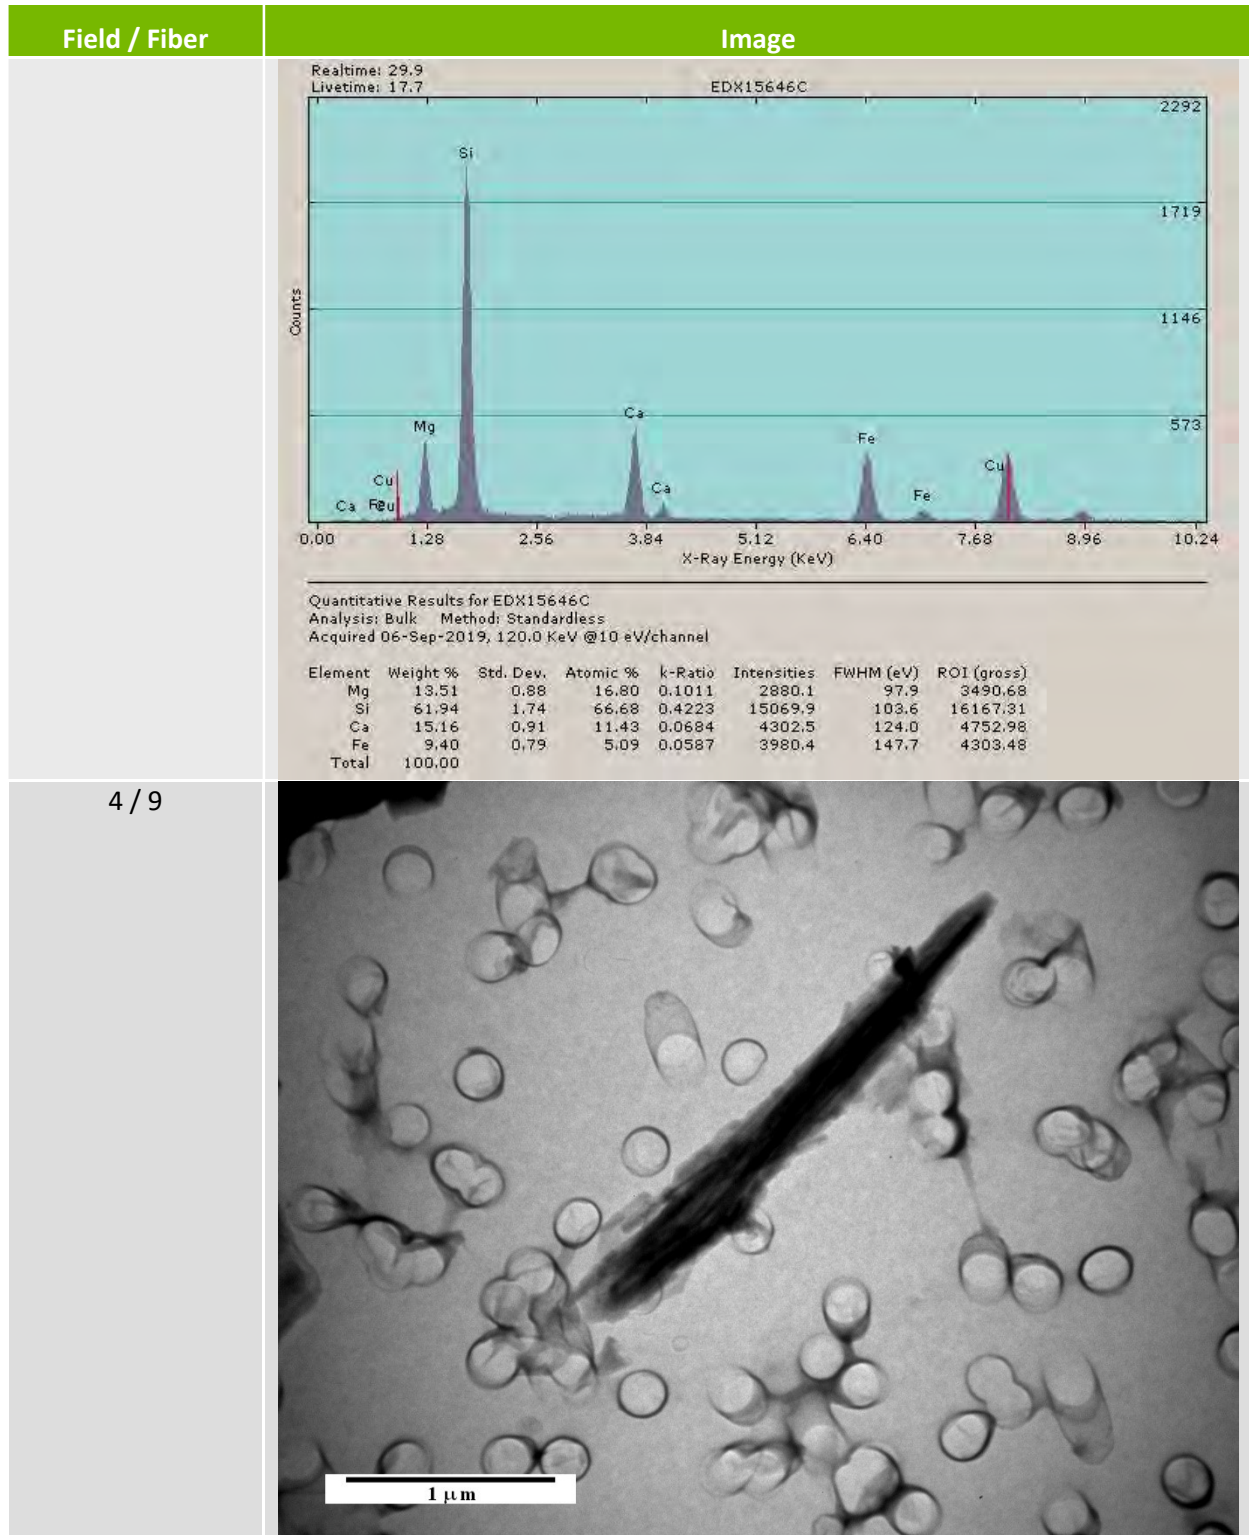 Field / Fiber Image
Realtime: 29.9
Livetime: 17.7 EDX15646C
2292
Si
1719
Counts
1146
Ca
573
Mg
Fe
Cu
Cu
Ca
Fe
Ca Fe
0.00 1.28 2.56 3.84 5.12 6.40 7.68 8.96 10.24
X-Ray Energy (KeV)
Quantitative Results for EDX15646C
Analysis: Bulk Method: Standardless
Acquired 06-Sep-2019, 120.0 KeV @10 eV/channel
Element Weight % Std. Dev. Atomic % k-Ratio Intensities FWHM (eV) ROI (gross)
Mg 13.51 0.88 16.80 0.1011 2880.1 97.9 3490.68
Si 61.94 1.74 66.68 0.4223 15069.9 103.6 16167.31
Ca 15.16 0.91 11.43 0.0684 4302.5 124.0 4752.98
Fe 9.40 0.79 5.09 0.0587 3980.4 147.7 4303.48
Total 100.00
4 / 9
1 μm